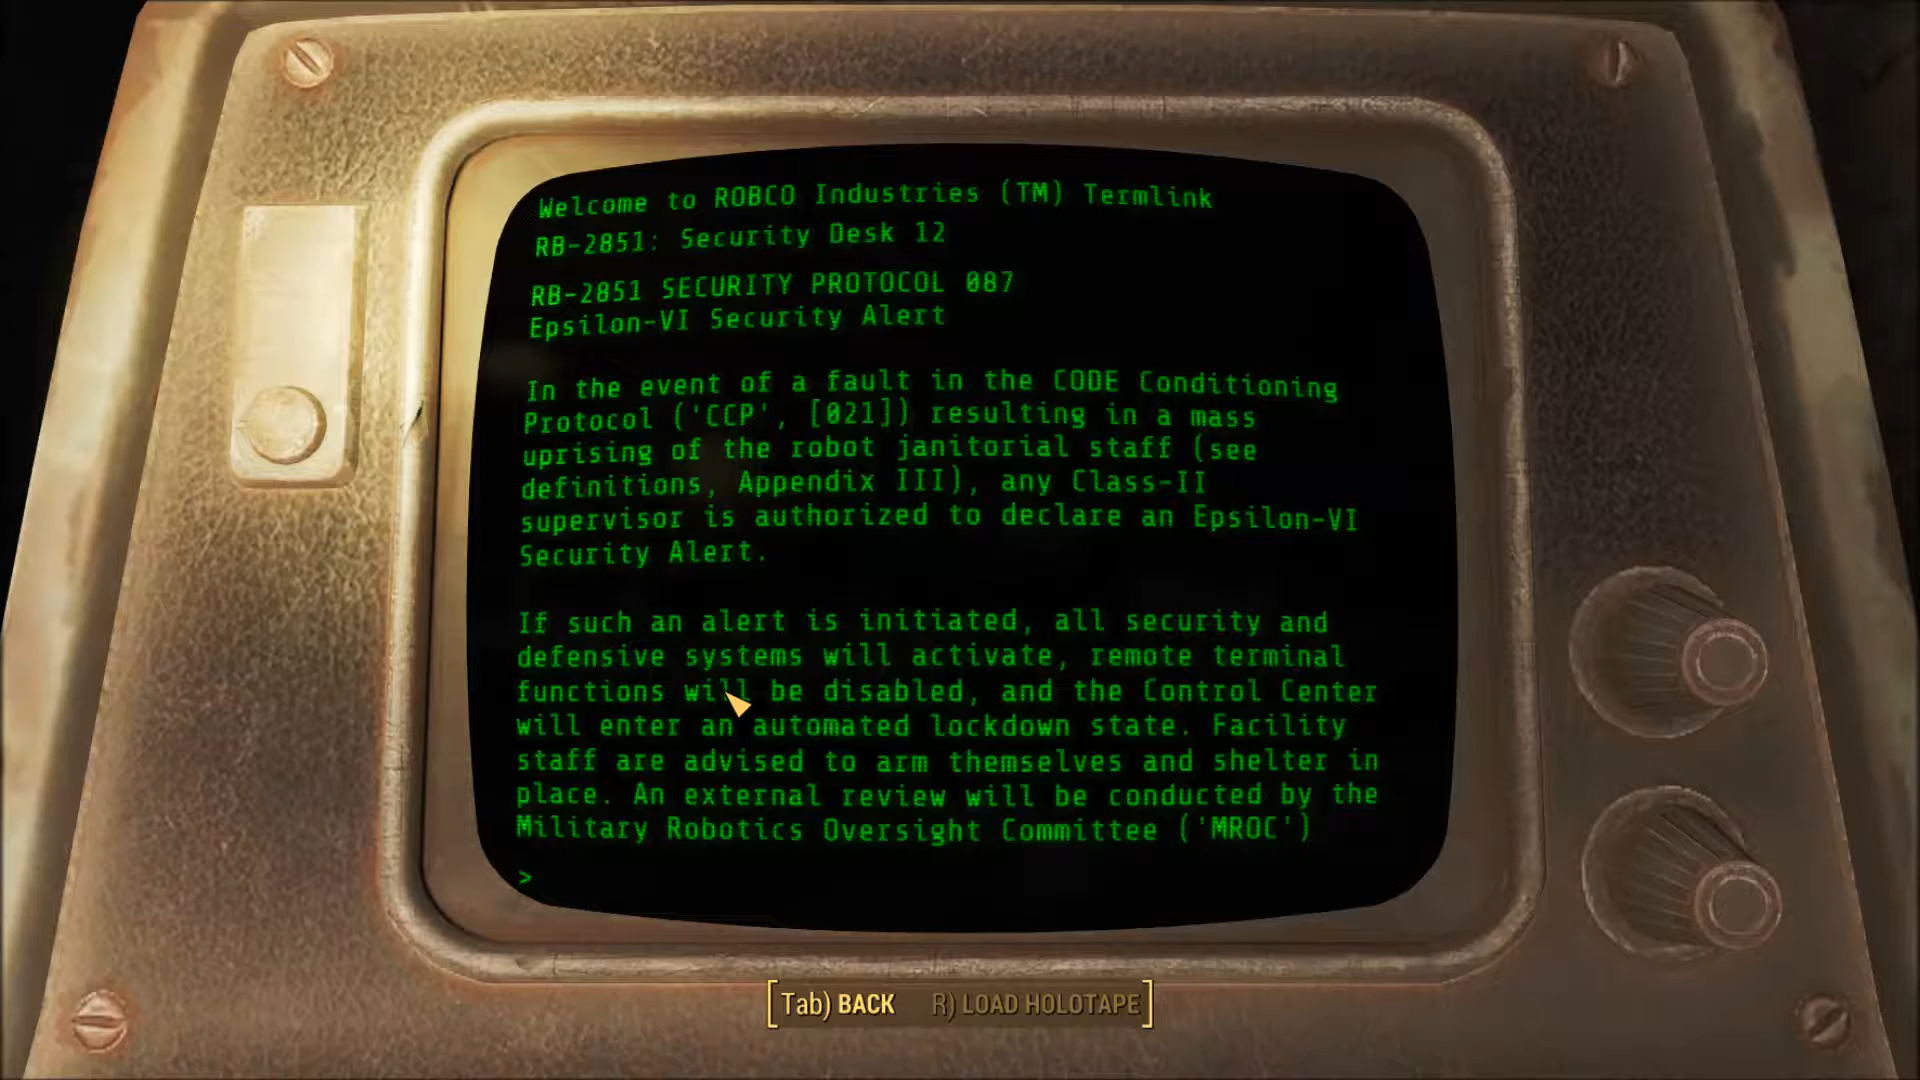 Welcome to ROBCO Industries (TM) Termlink
RB-2851: Security Desk 12
RB-2851 SECURITY PROTOCOL 087
Epsilon-VI Security Alert
In the event of a fault in the CODE Conditioning
Protocol ('CCP', [021]) resulting in a mass
uprising of the robot janitorial staff (see
definitions, Appendix III), any Class-II
supervisor is authorized to declare an Epsilon-VI
Security Alert.
If such an alert is initiated, all security and
defensive systems will activate, remote terminal
functions will be disabled, and the Control Center
will enter an automated lockdown state. Facility
staff are advised to arm themselves and shelter in
place. An external review will be conducted by the
Military Robotics Oversight Committee ('MROC')
>
[Tab) BACK R) LOAD HOLOTAPE]